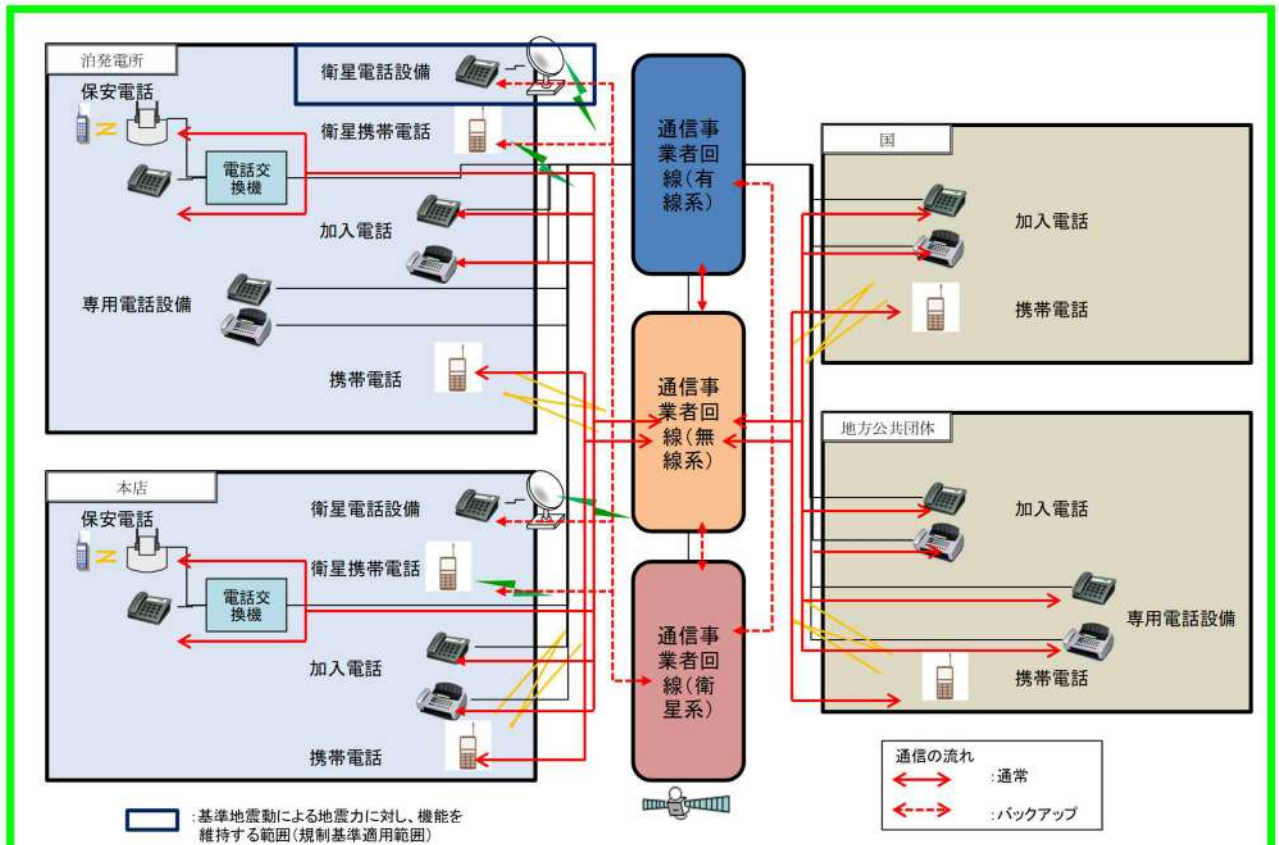 泊発電所
保安電話
電話交
換機
衛星電話設備
衛星携帯電話
加入電話
専用電話設備
携帯電話
本店
保安電話
電話交
換機
衛星電話設備
衛星携帯電話
加入電話
携帯電話
通信事
業者回
線(有
線系)
通信事
業者回
線(無
線系)
通信事
業者回
線(衛
星系)
国
加入電話
携帯電話
地方公共団体
加入電話
専用電話設備
携帯電話
通信の流れ
:通常
:バックアップ
:基準地震動による地震力に対し、機能を
維持する範囲(規制基準適用範囲)